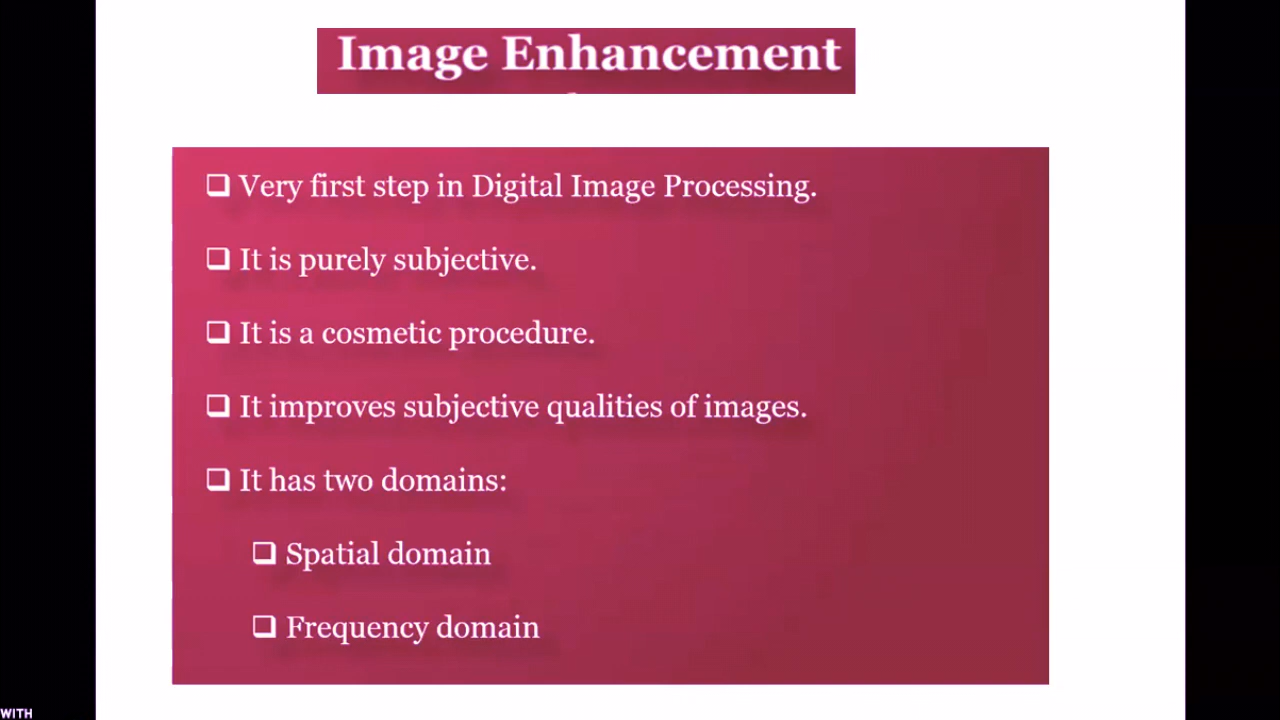 Image Enhancement
❑ Very first step in Digital Image Processing.
❑ It is purely subjective.
❑ It is a cosmetic procedure.
❑ It improves subjective qualities of images.
❑ It has two domains:
❑ Spatial domain
❑ Frequency domain
WITH